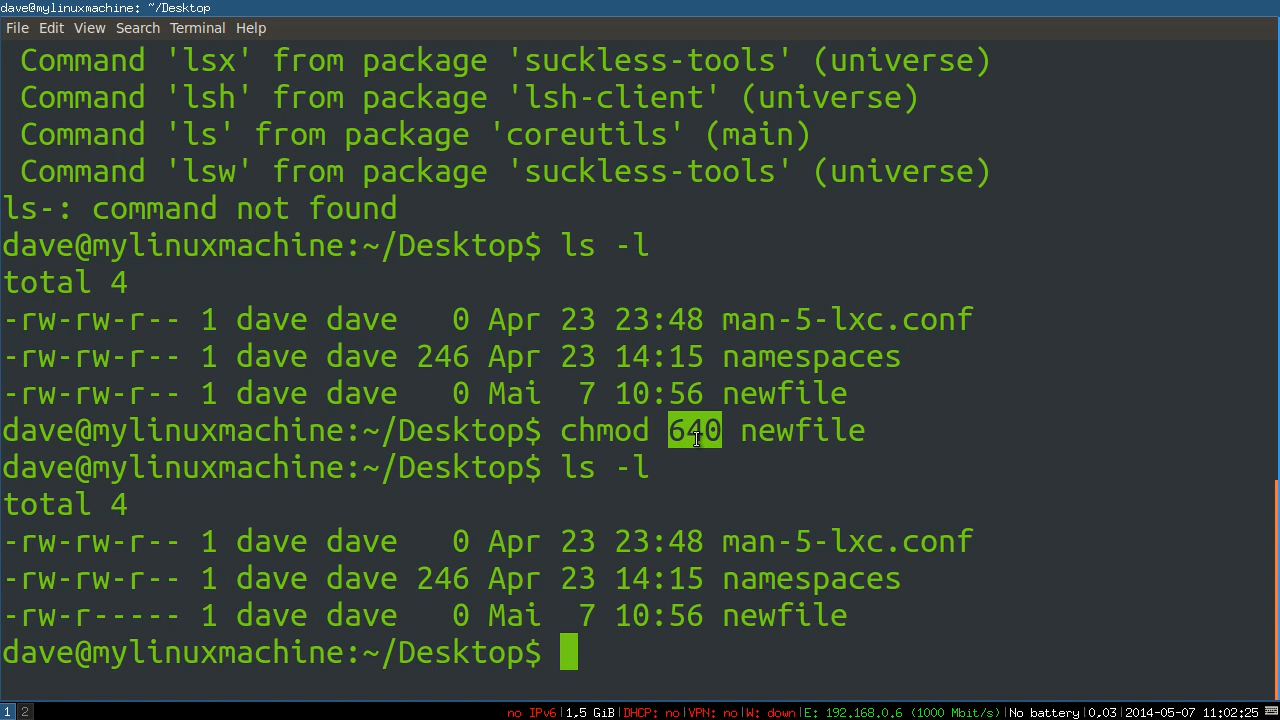 dave@mylinuxmachine: ~/Desktop
File Edit View Search Terminal Help
 Command 'lsx' from package 'suckless-tools' (universe)
 Command 'lsh' from package 'lsh-client' (universe)
 Command 'ls' from package 'coreutils' (main)
 Command 'lsw' from package 'suckless-tools' (universe)
ls-: command not found
dave@mylinuxmachine:~/Desktop$ ls -l
total 4
-rw-rw-r-- 1 dave dave   0 Apr 23 23:48 man-5-lxc.conf
-rw-rw-r-- 1 dave dave 246 Apr 23 14:15 namespaces
-rw-rw-r-- 1 dave dave   0 Mai  7 10:56 newfile
dave@mylinuxmachine:~/Desktop$ chmod 640 newfile
dave@mylinuxmachine:~/Desktop$ ls -l
total 4
-rw-rw-r-- 1 dave dave   0 Apr 23 23:48 man-5-lxc.conf
-rw-rw-r-- 1 dave dave 246 Apr 23 14:15 namespaces
-rw-r----- 1 dave dave   0 Mai  7 10:56 newfile
dave@mylinuxmachine:~/Desktop$
1 2 no IPv6|1,5 GiB|DHCP: no|VPN: no|W: down|E: 192.168.0.6 (1000 Mbit/s)|No battery|0.03|2014-05-07 11:02:25